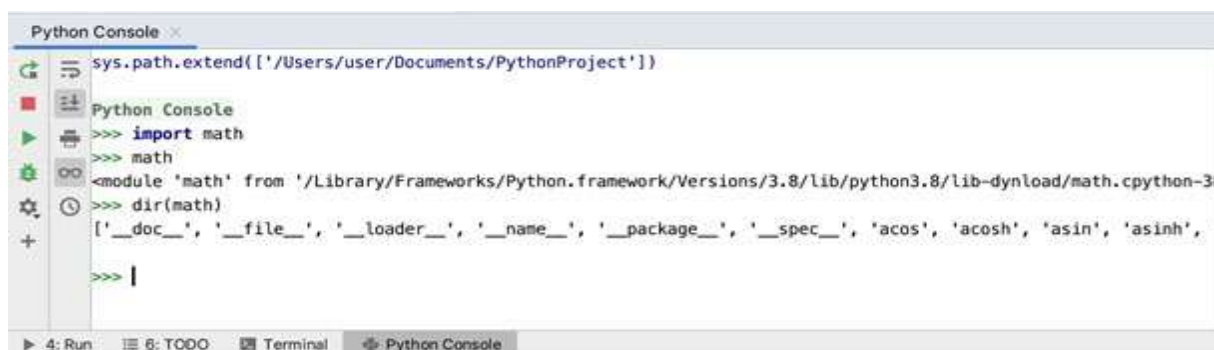 Python Console
sys.path.extend(['/Users/user/Documents/PythonProject'])
Python Console
>>> import math
>>> math
<module 'math' from '/Library/Frameworks/Python.framework/Versions/3.8/lib/python3.8/lib-dynload/math.cpython-3
>>> dir(math)
['__doc__', '__file__', '__loader__', '__name__', '__package__', '__spec__', 'acos', 'acosh', 'asin', 'asinh',
>>>
4: Run 6: TODO Terminal Python Console